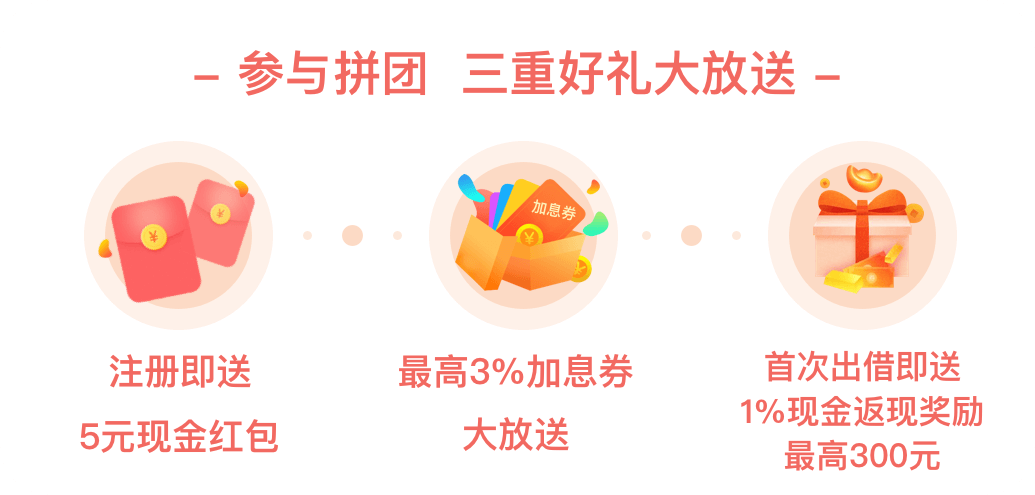 – 参与拼团 三重好礼大放送 –
加息券
注册即送
5元现金红包
最高3%加息券
大放送
首次出借即送
1%现金返现奖励
最高300元